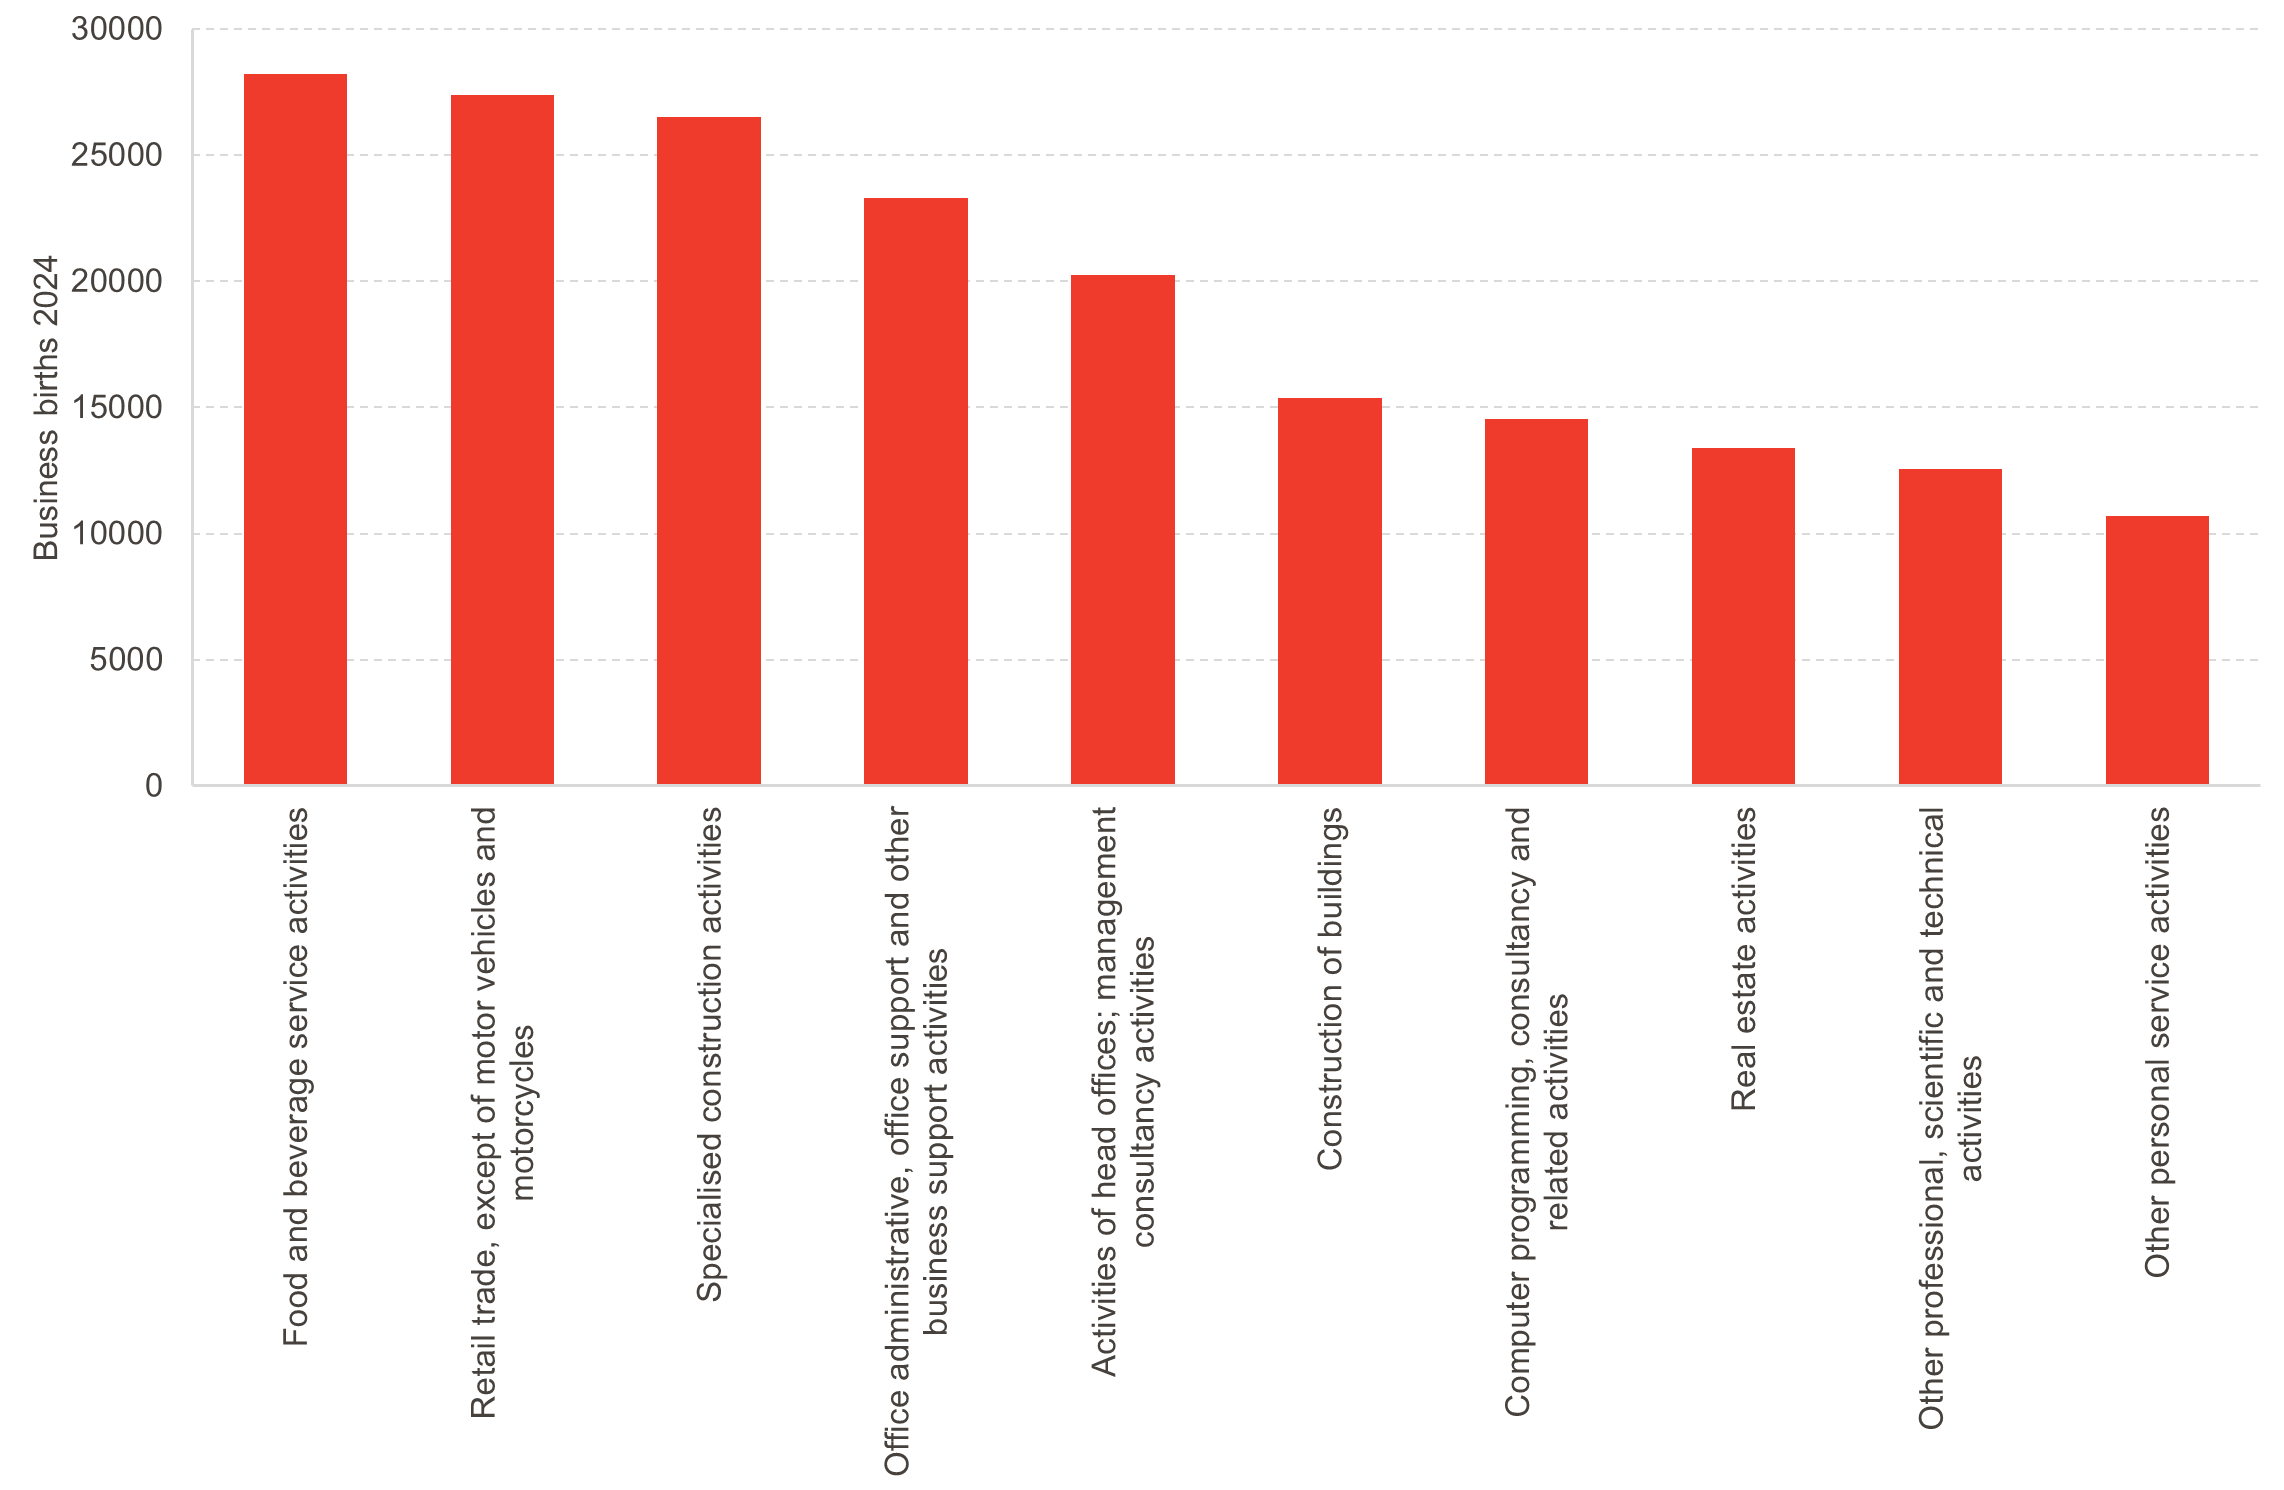 30000
25000
20000
15000
10000
5000
0
Business births 2024
Food and beverage service activities
Retail trade, except of motor vehicles and
motorcycles
Specialised construction activities
Office administrative, office support and other
business support activities
Activities of head offices; management
consultancy activities
Construction of buildings
Computer programming, consultancy and
related activities
Real estate activities
Other professional, scientific and technical
activities
Other personal service activities